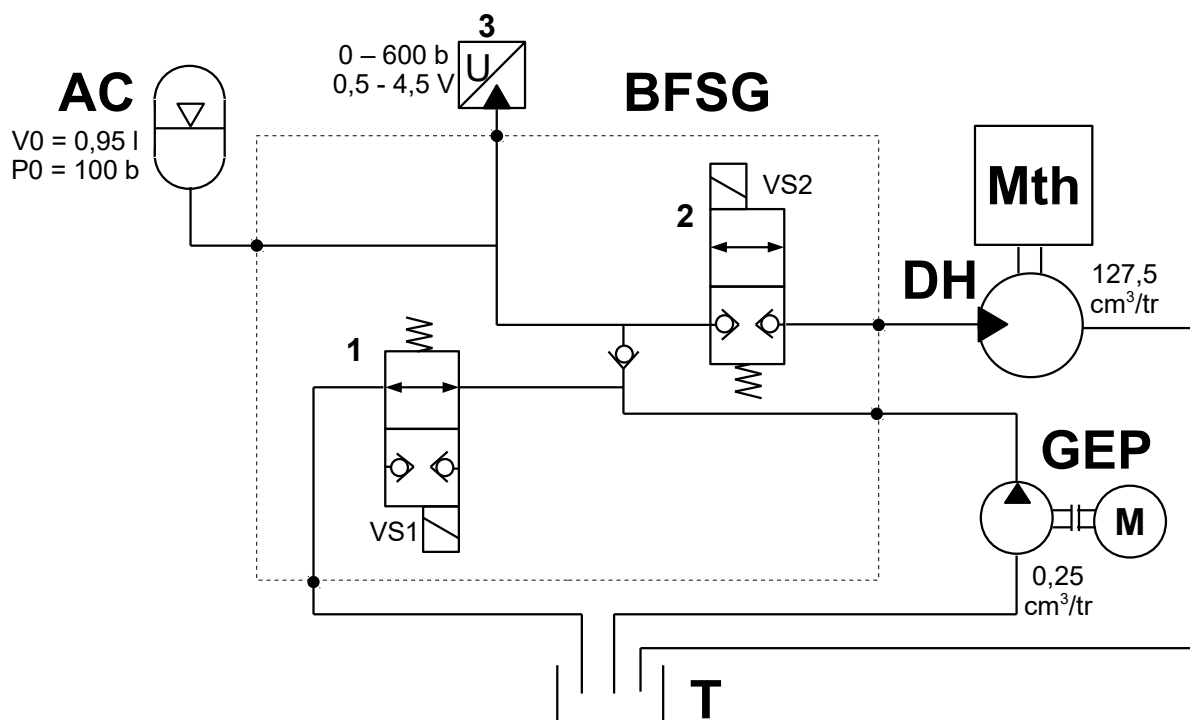 3
0 – 600 b
0,5 - 4,5 V
U
AC
BFSG
V0 = 0,95 l
P0 = 100 b
Mth
VS2
2
DH
127,5
cm³/tr
1
GEP
M
VS1
0,25
cm³/tr
T